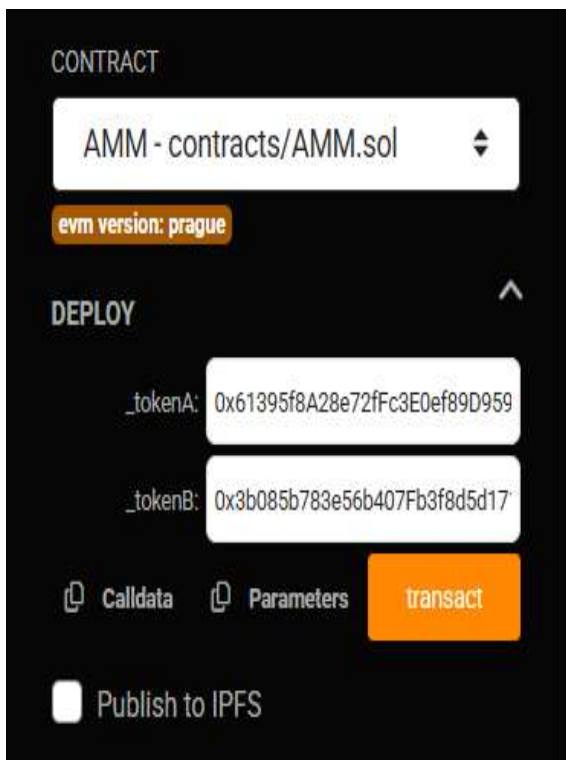 CONTRACT
AMM - contracts/AMM.sol
evm version: prague
DEPLOY
_tokenA: 0x61395f8A28e72fFc3E0ef89D959
_tokenB: 0x3b085b783e56b407Fb3f8d5d17
Calldata Parameters transact
Publish to IPFS